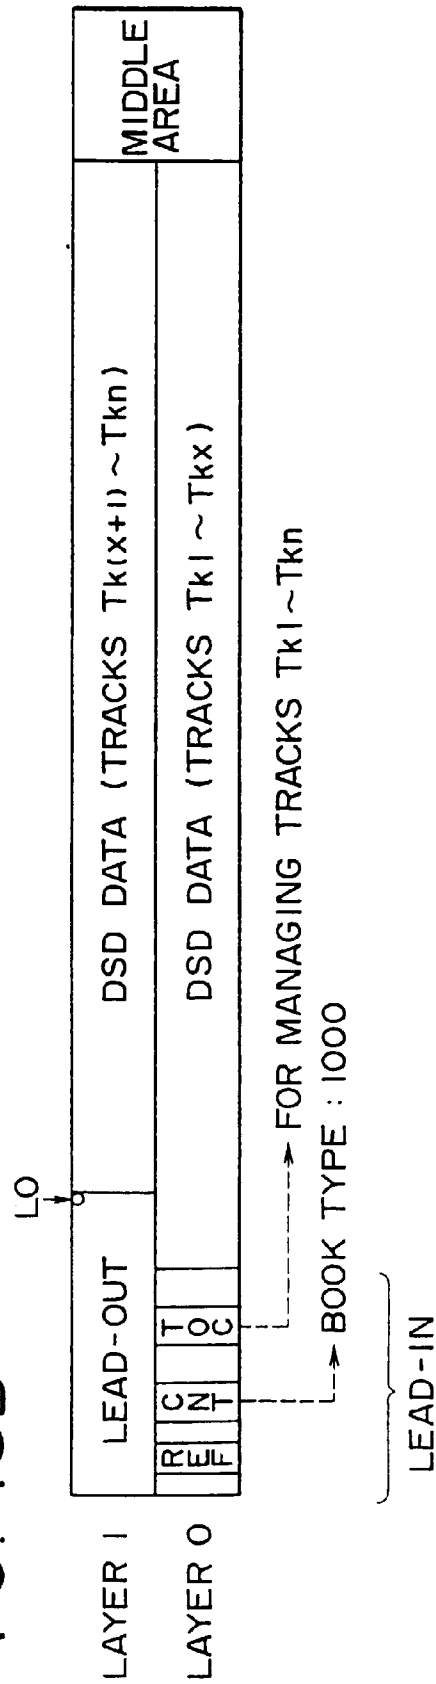 LO
LAYER 1
LEAD-OUT
DSD DATA (TRACKS Tk(x+1)~Tkn)
MIDDLE
AREA
LAYER 0
REF
CNT
TOC
DSD DATA (TRACKS Tk1~Tkx)
FOR MANAGING TRACKS Tk1~Tkn
BOOK TYPE : 1000
LEAD-IN